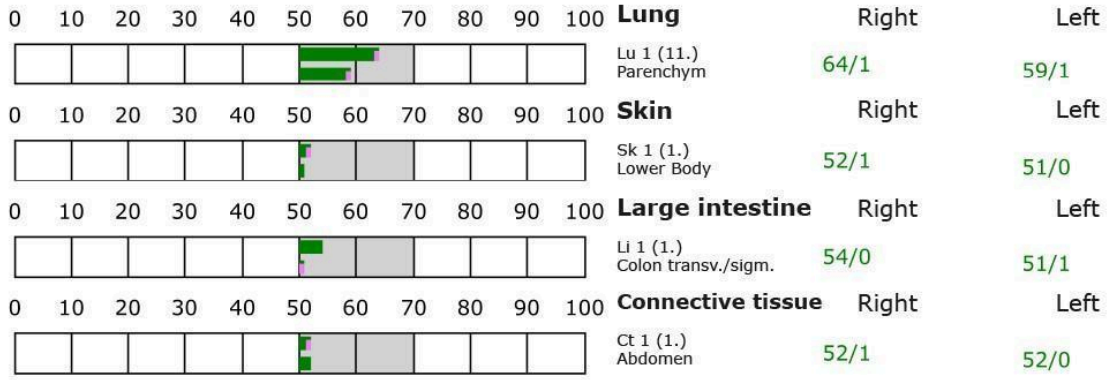 0 10 20 30 40 50 60 70 80 90 100 Lung Right Left
Lu 1 (11.)
Parenchym 64/1 59/1
0 10 20 30 40 50 60 70 80 90 100 Skin Right Left
Sk 1 (1.)
Lower Body 52/1 51/0
0 10 20 30 40 50 60 70 80 90 100 Large intestine Right Left
Li 1 (1.)
Colon transv./sigm. 54/0 51/1
0 10 20 30 40 50 60 70 80 90 100 Connective tissue Right Left
Ct 1 (1.)
Abdomen 52/1 52/0